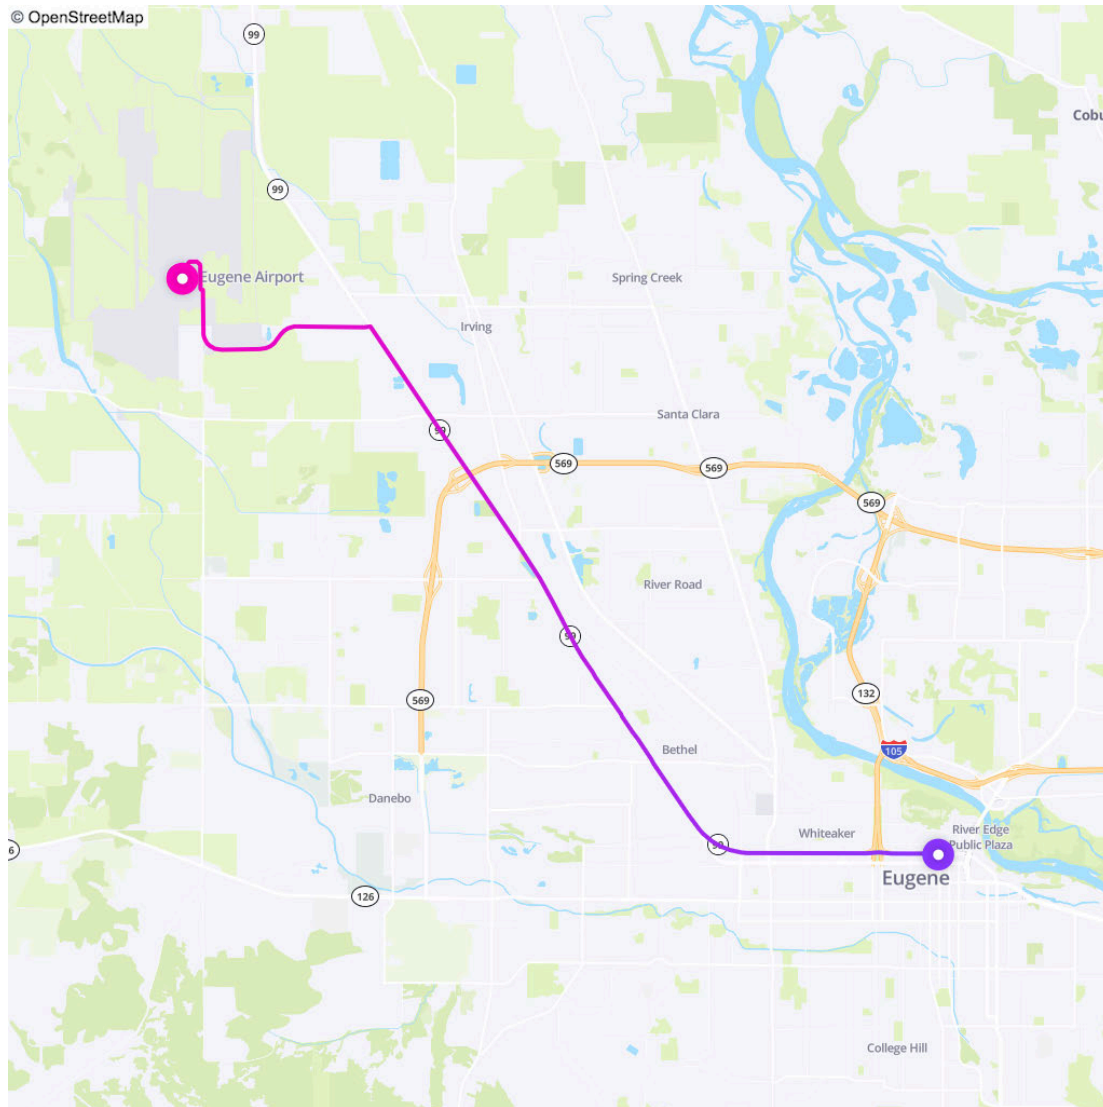 © OpenStreetMap
99
Cobu
99
Eugene Airport
Spring Creek
Irving
Santa Clara
99
569
569
569
River Road
99
569
132
Bethel
105
Danebo
Whiteaker
River Edge
Public Plaza
99
6
Eugene
126
College Hill